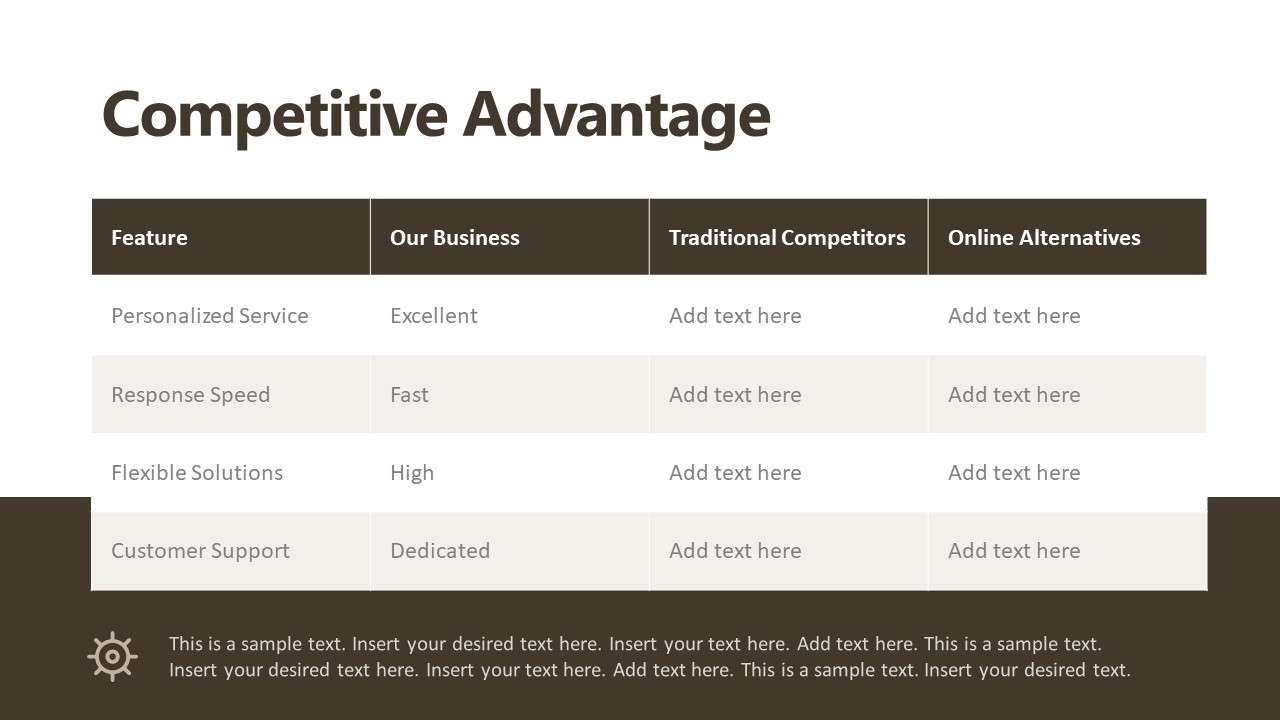 Competitive Advantage
Feature Our Business Traditional Competitors Online Alternatives
Personalized Service Excellent Add text here Add text here
Response Speed Fast Add text here Add text here
Flexible Solutions High Add text here Add text here
Customer Support Dedicated Add text here Add text here
This is a sample text. Insert your desired text here. Insert your text here. Add text here. This is a sample text.
Insert your desired text here. Insert your text here. Add text here. This is a sample text. Insert your desired text.